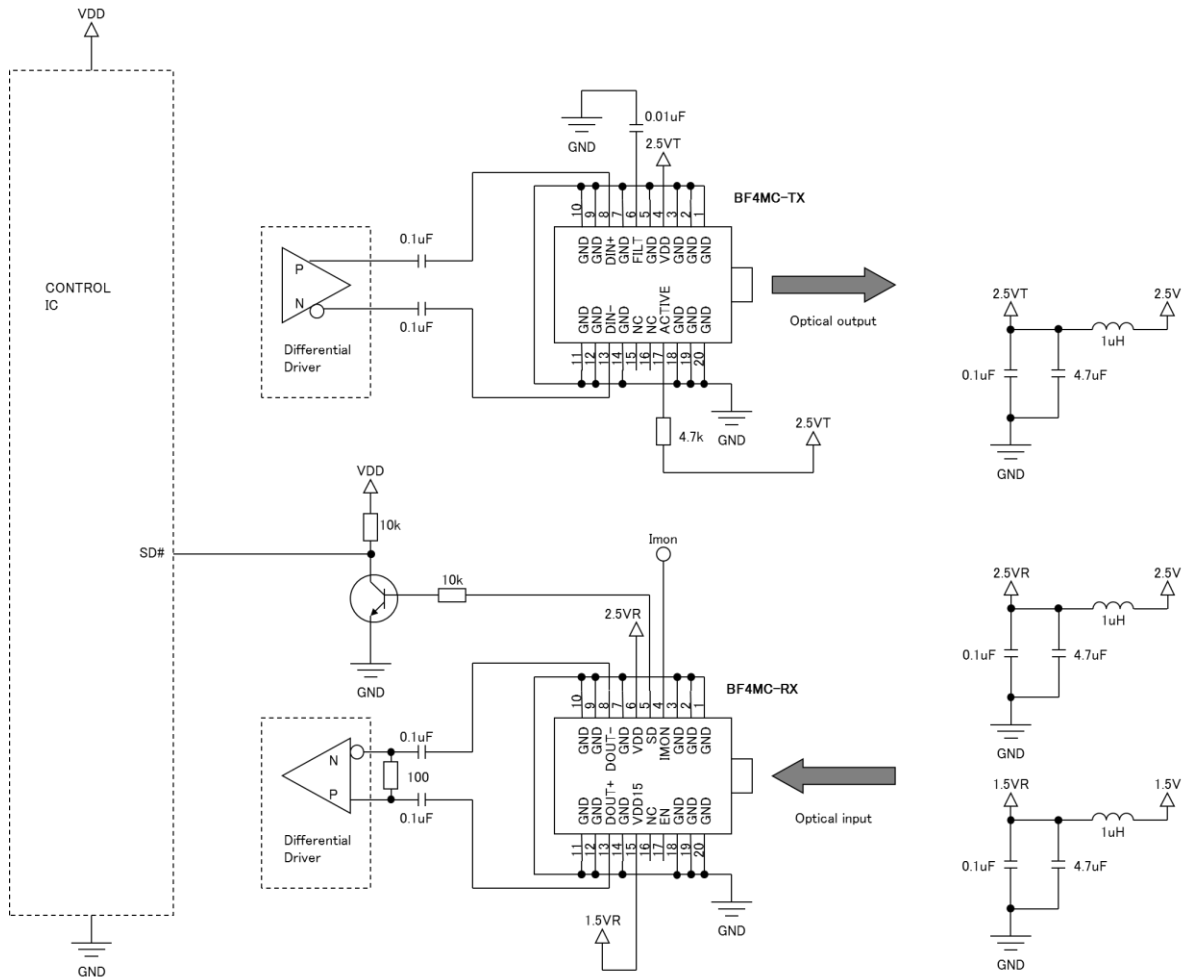 VDD
CONTROL
IC
SD#
GND
0.01uF
GND
2.5VT
BF4MC-TX
10 9 8 7 6 5 4 3 2 1
GND GND DIN+ GND FILT GND VDD GND GND GND
GND GND DIN- GND NC NC ACTIVE GND GND GND
11 12 13 14 15 16 17 18 19 20
0.1uF
P
N
0.1uF
Differential
Driver
Optical output
GND
4.7k
2.5VT
2.5VT
2.5V
1uH
0.1uF
4.7uF
GND
VDD
10k
10k
GND
Imon
2.5VR
BF4MC-RX
10 9 8 7 6 5 4 3 2 1
GND GND DOUT- GND VDD SD IMON GND GND GND
GND GND DOUT+ GND VDD15 NC EN GND GND GND
11 12 13 14 15 16 17 18 19 20
0.1uF
N
100
P
0.1uF
Differential
Driver
Optical input
GND
1.5VR
2.5VR
2.5V
1uH
0.1uF
4.7uF
GND
1.5VR
1.5V
1uH
0.1uF
4.7uF
GND